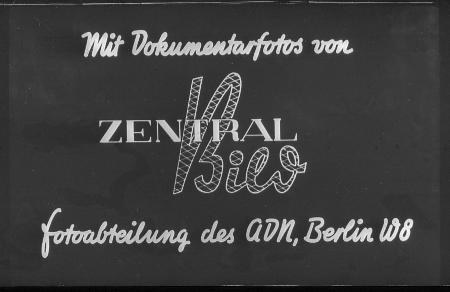 Mit Dokumentarfotos von
ZENTRAL
Bild
Fotoabteilung des ADN, Berlin W8